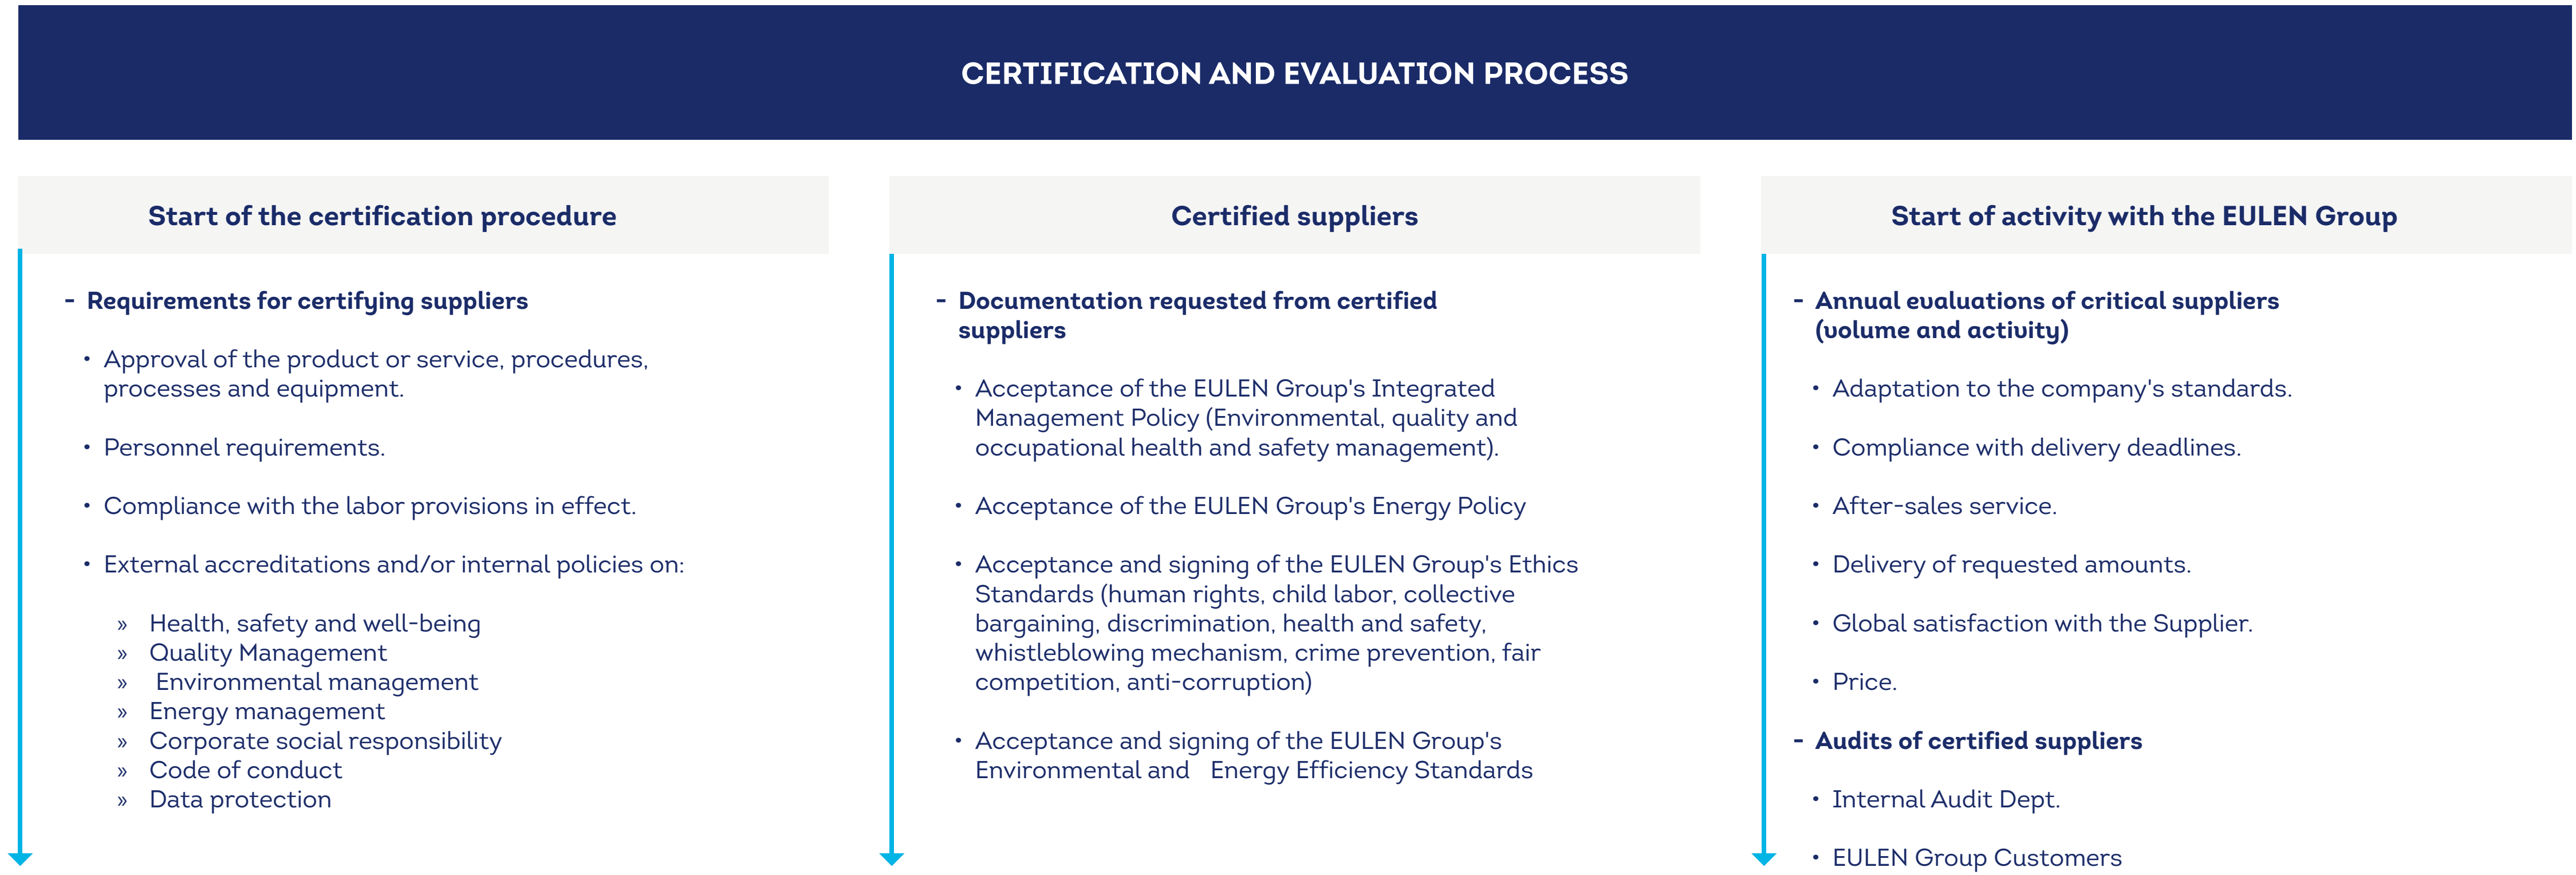 CERTIFICATION AND EVALUATION PROCESS
Start of the certification procedure
- Requirements for certifying suppliers
• Approval of the product or service, procedures,
processes and equipment.
• Personnel requirements.
• Compliance with the labor provisions in effect.
• External accreditations and/or internal policies on:
» Health, safety and well-being
» Quality Management
» Environmental management
» Energy management
» Corporate social responsibility
» Code of conduct
» Data protection
Certified suppliers
- Documentation requested from certified
suppliers
• Acceptance of the EULEN Group's Integrated
Management Policy (Environmental, quality and
occupational health and safety management).
• Acceptance of the EULEN Group's Energy Policy
• Acceptance and signing of the EULEN Group's Ethics
Standards (human rights, child labor, collective
bargaining, discrimination, health and safety,
whistleblowing mechanism, crime prevention, fair
competition, anti-corruption)
• Acceptance and signing of the EULEN Group's
Environmental and Energy Efficiency Standards
Start of activity with the EULEN Group
- Annual evaluations of critical suppliers
(volume and activity)
• Adaptation to the company's standards.
• Compliance with delivery deadlines.
• After-sales service.
• Delivery of requested amounts.
• Global satisfaction with the Supplier.
• Price.
- Audits of certified suppliers
• Internal Audit Dept.
• EULEN Group Customers